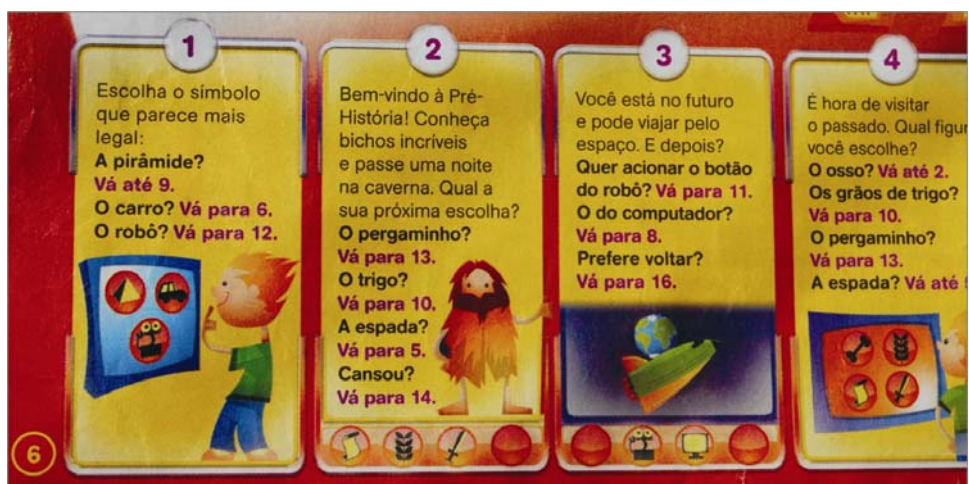 1
Escolha o símbolo
que parece mais
legal:
A pirâmide?
Vá até 9.
O carro? Vá para 6.
O robô? Vá para 12.
2
Bem-vindo à Pré-
História! Conheça
bichos incríveis
e passe uma noite
na caverna. Qual a
sua próxima escolha?
O pergaminho?
Vá para 13.
O trigo?
Vá para 10.
A espada?
Vá para 5.
Cansou?
Vá para 14.
3
Você está no futuro
e pode viajar pelo
espaço. E depois?
Quer acionar o botão
do robô? Vá para 11.
O do computador?
Vá para 8.
Prefere voltar?
Vá para 16.
4
É hora de visitar
o passado. Qual
você escolhe?
O osso? Vá até 2.
Os grãos de trigo?
Vá para 10.
O pergaminho?
Vá para 13.
A espada? Vá até
6